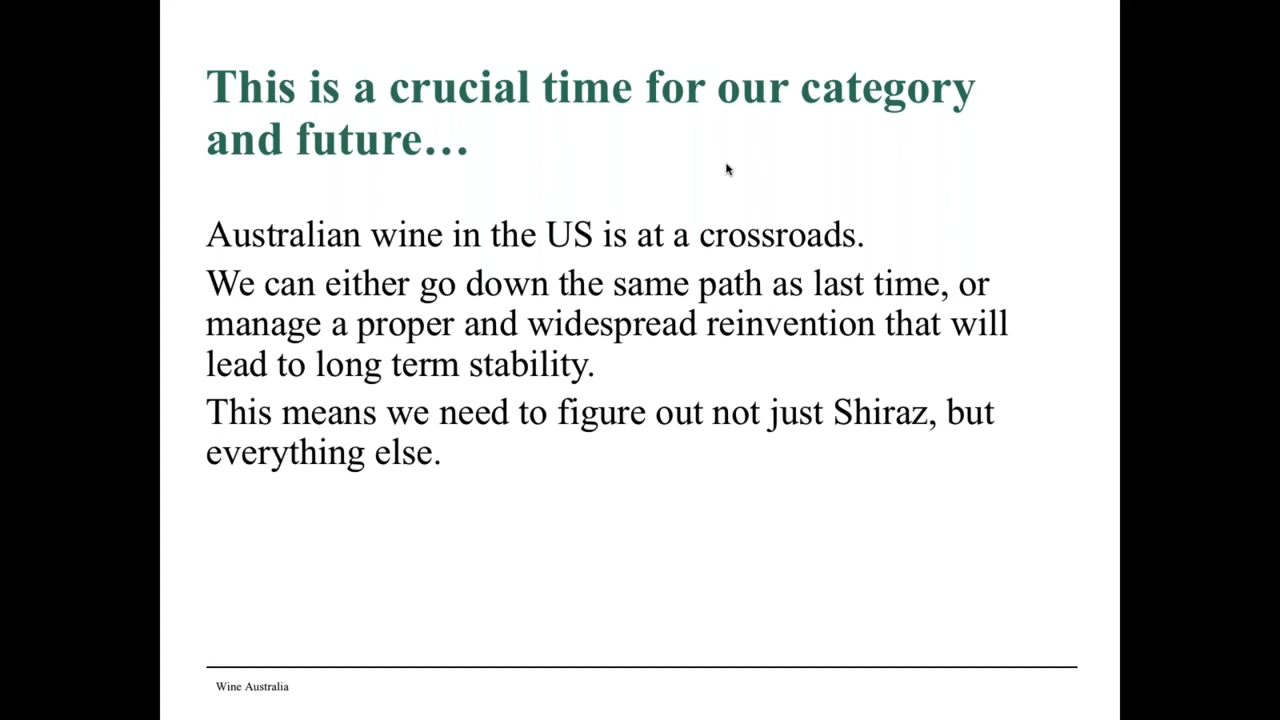 This is a crucial time for our category
and future…
Australian wine in the US is at a crossroads.
We can either go down the same path as last time, or
manage a proper and widespread reinvention that will
lead to long term stability.
This means we need to figure out not just Shiraz, but
everything else.
Wine Australia